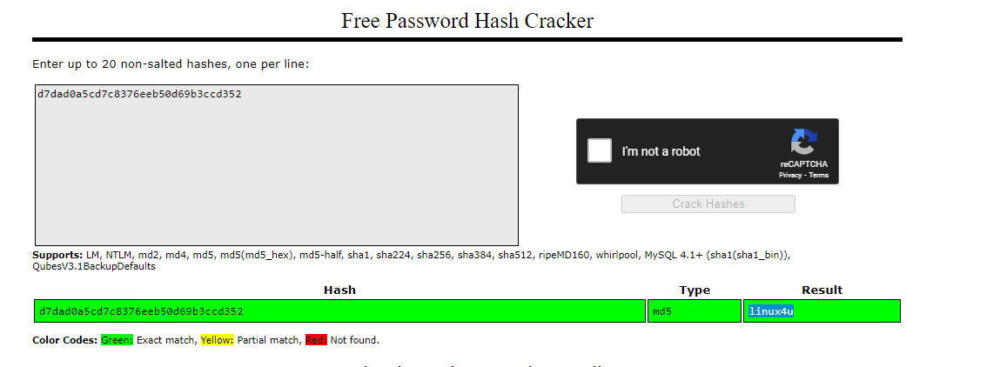 Free Password Hash Cracker
Enter up to 20 non-salted hashes, one per line:
d7dad0a5cd7c8376eeb50d69b3ccd352
I'm not a robot
reCAPTCHA
Privacy - Terms
Crack Hashes
Supports: LM, NTLM, md2, md4, md5, md5(md5_hex), md5-half, sha1, sha224, sha256, sha384, sha512, ripeMD160, whirlpool, MySQL 4.1+ (sha1(sha1_bin)),
QubesV3.1BackupDefaults
Hash Type Result
d7dad0a5cd7c8376eeb50d69b3ccd352 md5 linux4u
Color Codes: Green: Exact match, Yellow: Partial match, Red: Not found.